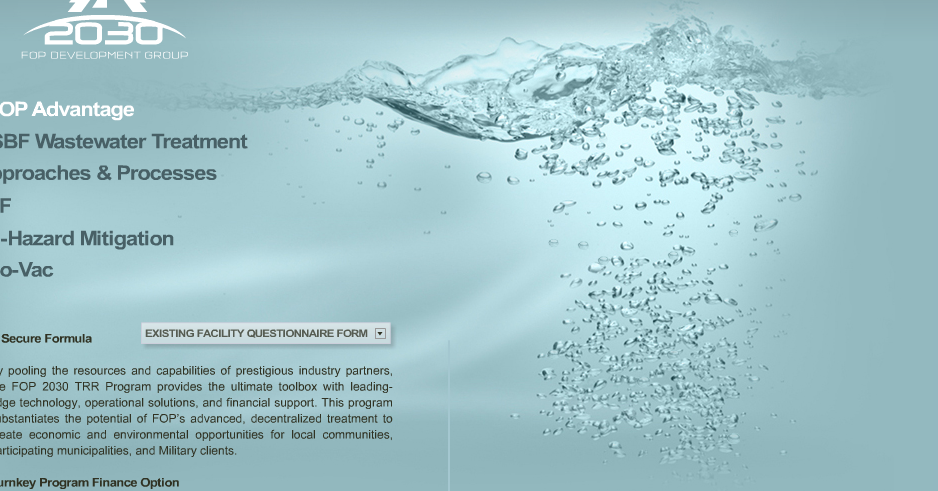 2030
FOP DEVELOPMENT GROUP
OP Advantage
SBF Wastewater Treatment
pproaches & Processes
F
-Hazard Mitigation
o-Vac
Secure Formula
EXISTING FACILITY QUESTIONNAIRE FORM
y pooling the resources and capabilities of prestigious industry partners,
e FOP 2030 TRR Program provides the ultimate toolbox with leading-
dge technology, operational solutions, and financial support. This program
ubstantiates the potential of FOP's advanced, decentralized treatment to
eate economic and environmental opportunities for local communities,
articipating municipalities, and Military clients.
urnkey Program Finance Option